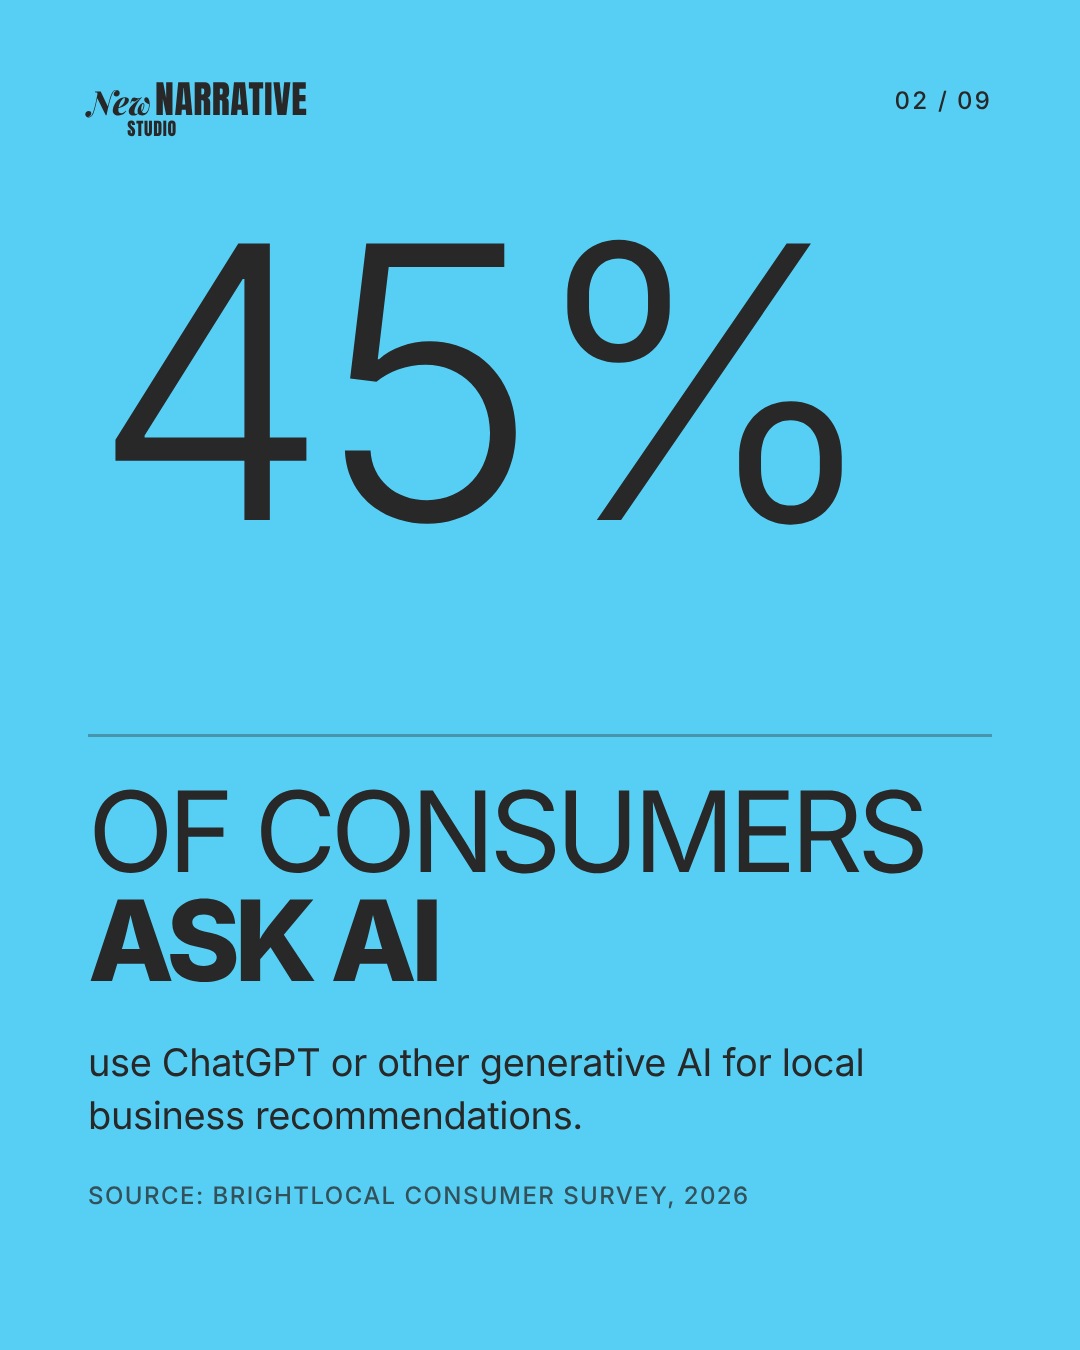 New NARRATIVE
STUDIO
02 / 09
45%
OF CONSUMERS
ASK AI
use ChatGPT or other generative AI for local
business recommendations.
SOURCE: BRIGHTLOCAL CONSUMER SURVEY, 2026